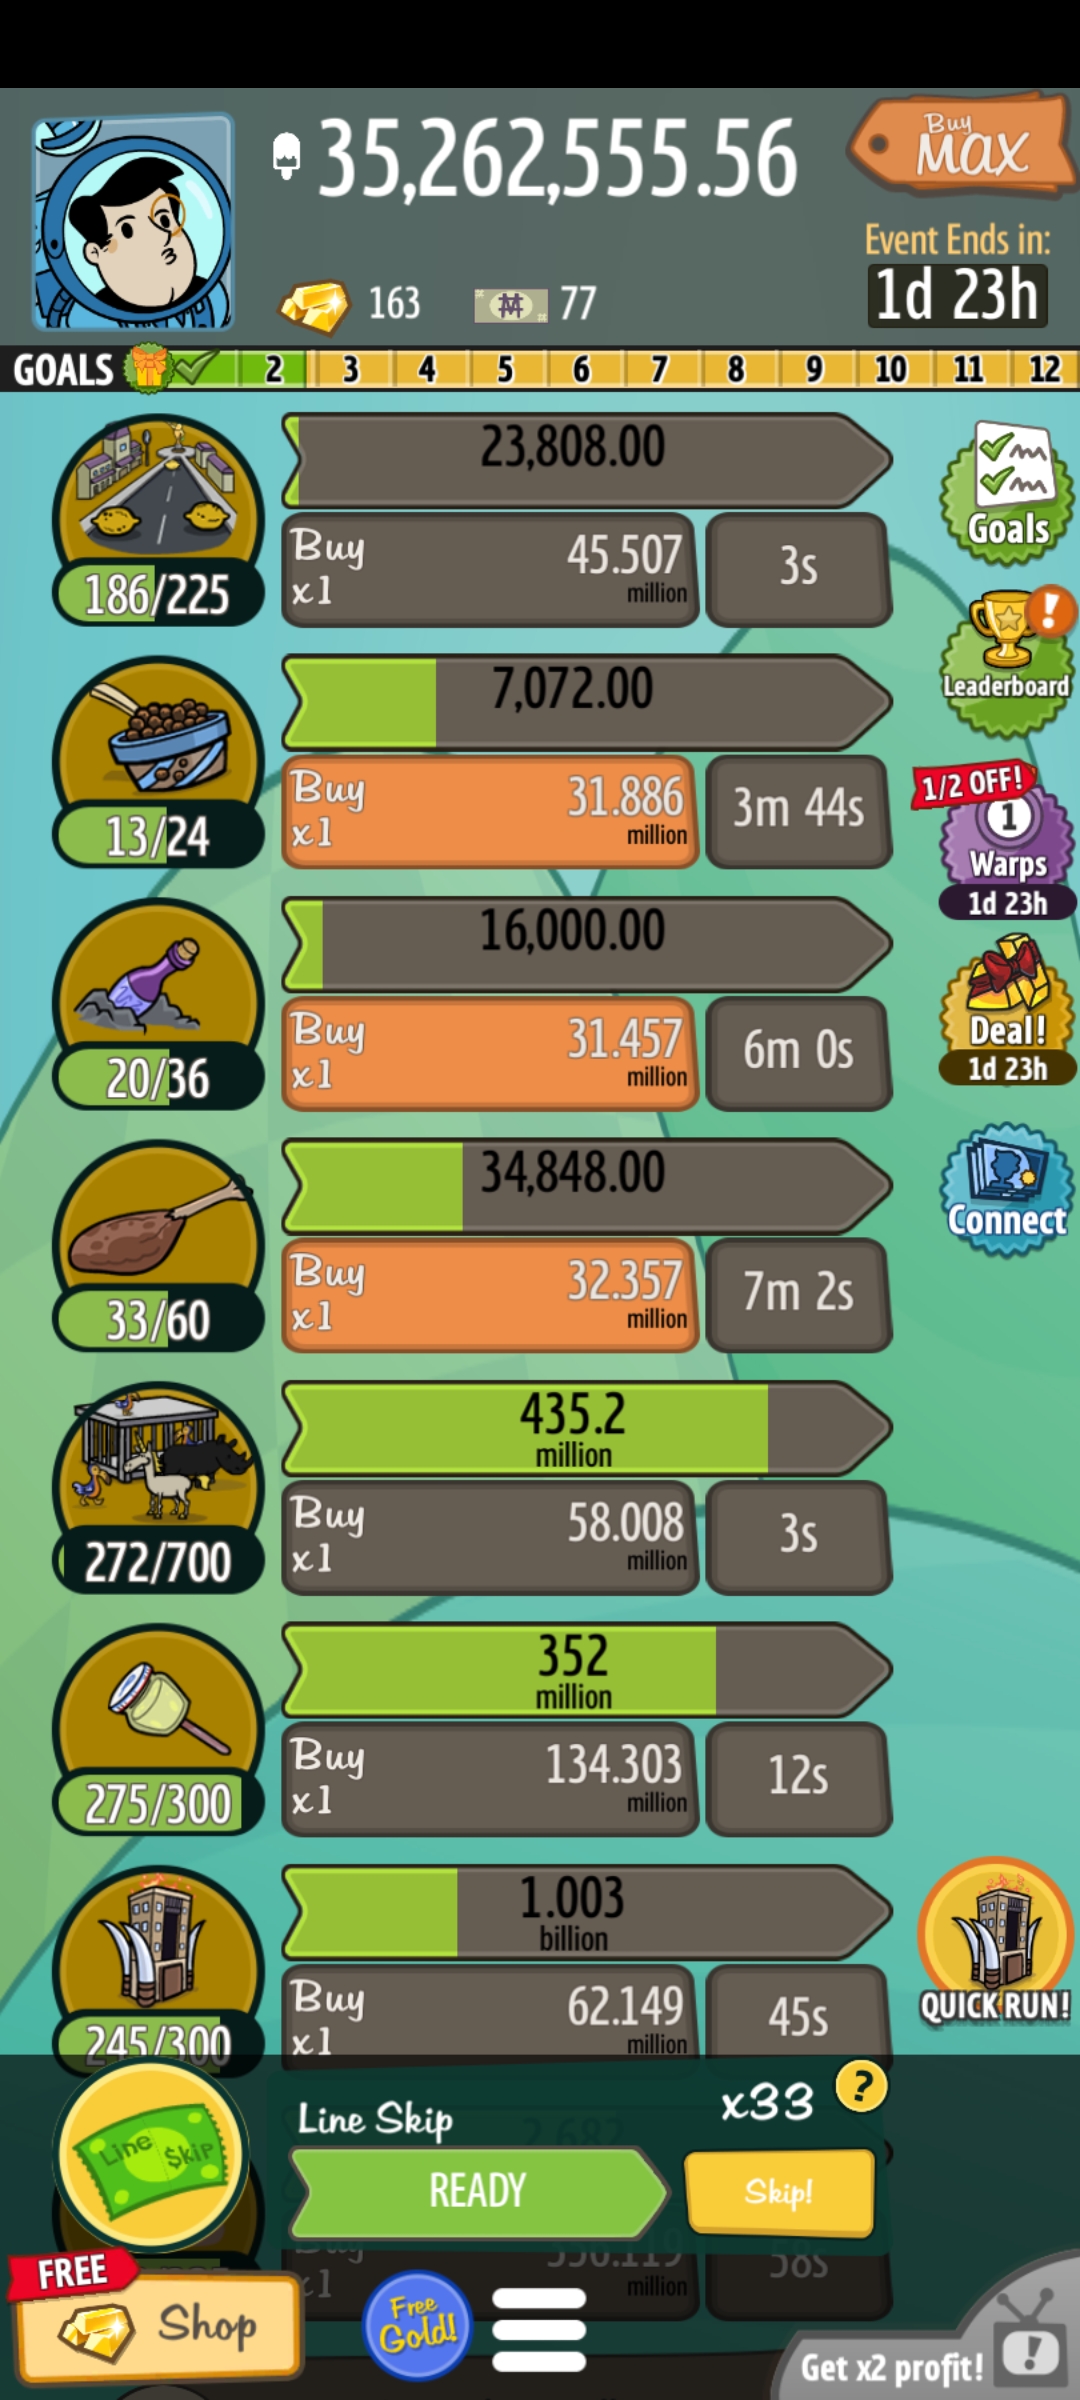 35,262,555.56
Buy
MAX
Event Ends in:
1d 23h
163
77
GOALS 2 3 4 5 6 7 8 9 10 11 12
23,808.00
Buy
x1
45.507
million
3s
186/225
Goals
7,072.00
Buy
x1
31.886
million
3m 44s
13/24
Leaderboard
1/2 OFF!
1
Warps
1d 23h
16,000.00
Buy
x1
31.457
million
6m 0s
20/36
Deal!
1d 23h
34,848.00
Buy
x1
32.357
million
7m 2s
33/60
Connect
435.2
million
Buy
x1
58.008
million
3s
272/700
352
million
Buy
x1
134.303
million
12s
275/300
1.003
billion
Buy
x1
62.149
million
45s
245/300
QUICK RUN!
Line Skip
Line Skip
x33
?
READY
Skip!
2.682
Buy
x1
million
58s
FREE
Shop
Free
Gold!
Get x2 profit!